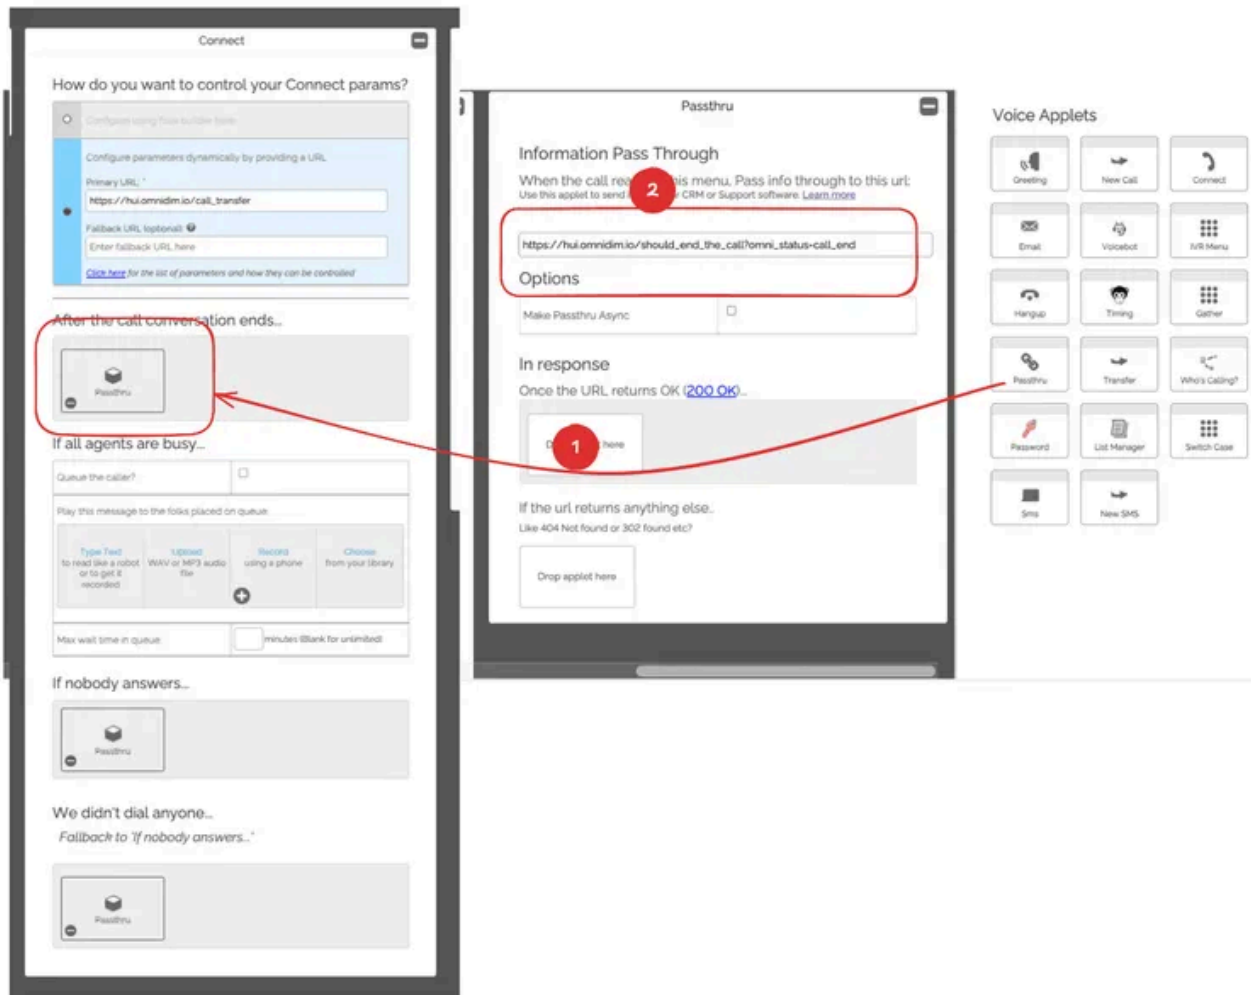 Connect
How do you want to control your Connect params?
Configure using flow builder here
Configure parameters dynamically by providing a URL
Primary URL: *
https://hui.omnidim.io/call_transfer
Fallback URL (optional)
Enter fallback URL here
Click here for the list of parameters and how they can be controlled
After the call conversation ends...
Passthru
If all agents are busy...
Queue the caller?
Play this message to the folks placed on queue
Type Text
to read like a robot
or to get it
recorded
Upload
WAV or MP3 audio
file
Record
using a phone
Choose
from your library
Max wait time in queue
minutes (Blank for unlimited)
If nobody answers...
Passthru
We didn't dial anyone...
Fallback to 'If nobody answers...'
Passthru
Passthru
Information Pass Through
When the call rea this menu, Pass info through to this url:
Use this applet to send CRM or Support software. Learn more
2
https://hui.omnidim.io/should_end_the_call?omni_status=call_end
Options
Make Passthru Async
In response
Once the URL returns OK (200 OK)...
1
here
If the url returns anything else..
Like 404 Not found or 302 found etc?
Drop applet here
Voice Applets
Greeting
New Call
Connect
Email
Voicebot
IVR Menu
Hangup
Timing
Gather
Passthru
Transfer
Who's Calling?
Password
List Manager
Switch Case
Sms
New SMS